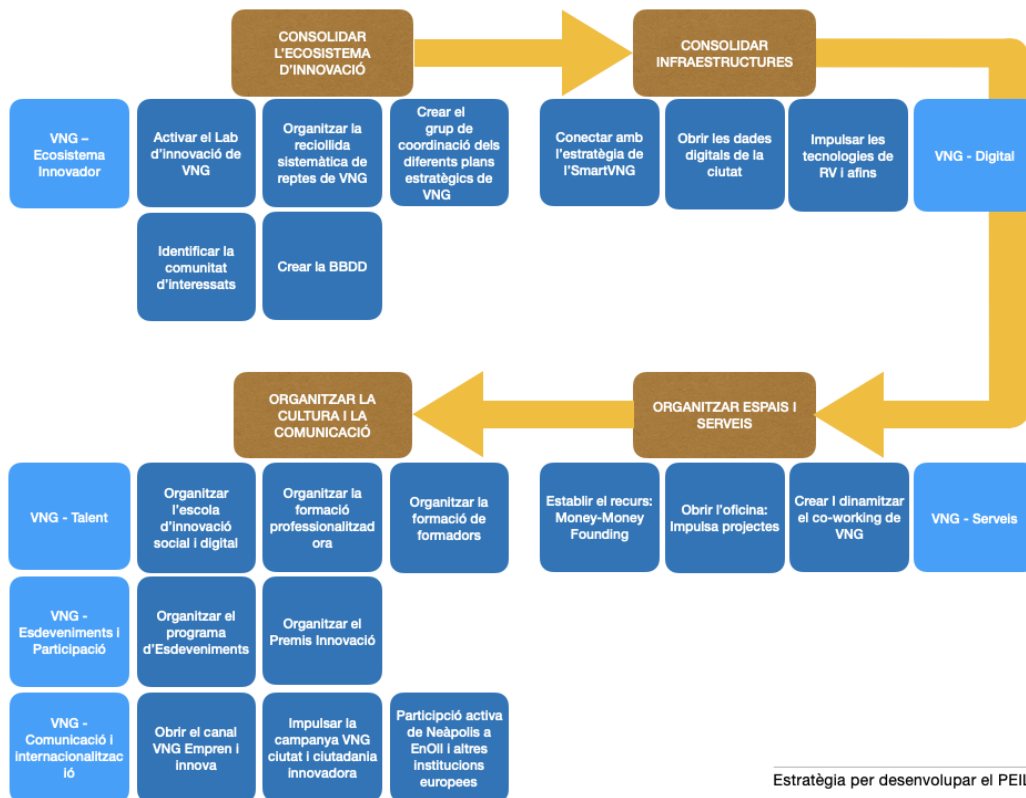 CONSOLIDAR
L'ECOSISTEMA
D'INNOVACIÓ
CONSOLIDAR
INFRAESTRUCTURES
VNG –
Ecosistema
Innovador
Activar el Lab
d'innovació de
VNG
Organitzar la
reciollida
sistemàtica de
reptes de VNG
Crear el
grup de
coordinació dels
diferents plans
estratègics de
VNG
Conectar amb
l'estratègia de
l'SmartVNG
Obrir les dades
digitals de la
ciutat
Impulsar les
tecnologies de
RV i afins
VNG - Digital
Identificar la
comunitat
d'interessats
Crear la BBDD
ORGANITZAR LA
CULTURA I LA
COMUNICACIÓ
ORGANITZAR ESPAIS I
SERVEIS
VNG - Talent
Organitzar
l'escola
d'innovació
social i digital
Organitzar la
formació
professionalitzad
ora
Organitzar la
formació de
formadors
Establir el recurs:
Money-Money
Founding
Obrir l'oficina:
Impulsa projectes
Crear I dinamitzar
el co-working de
VNG
VNG - Serveis
VNG -
Esdeveniments i
Participació
Organitzar el
programa
d'Esdeveniments
Organitzar el
Premis Innovació
VNG -
Comunicació i
internacionalitzac
ió
Obrir el canal
VNG Empren i
innova
Impulsar la
campanya VNG
ciutat i ciutadania
innovadora
Participció activa
de Neàpolis a
EnOll i altres
institucions
europees
Estratègia per desenvolupar el PEIL